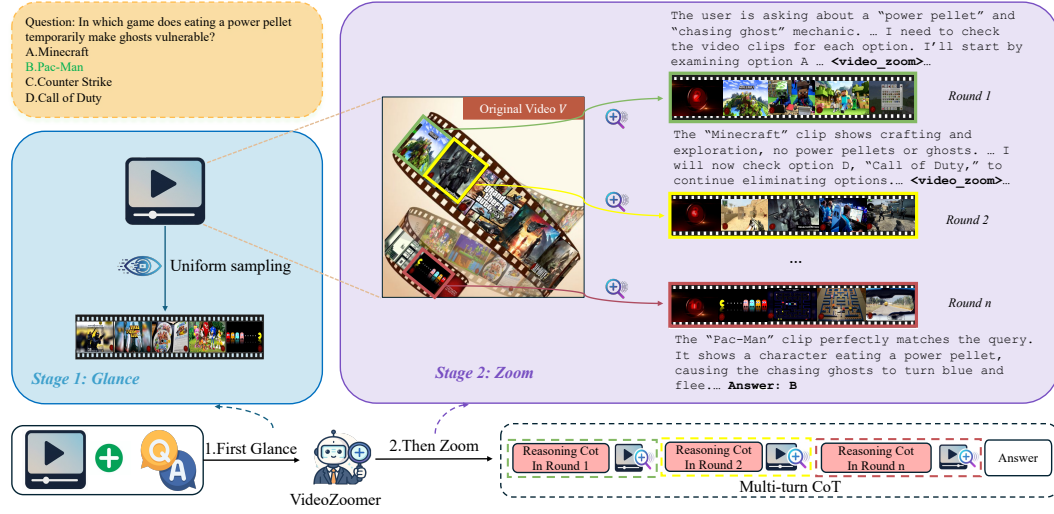 Question: In which game does eating a power pellet
temporarily make ghosts vulnerable?
A.Minecraft
B.Pac-Man
C.Counter Strike
D.Call of Duty
Uniform sampling
Stage 1: Glance
Original Video V
Stage 2: Zoom
The user is asking about a “power pellet” and
“chasing ghost” mechanic. … I need to check
the video clips for each option. I’ll start by
examining option A … <video_zoom>…
Round 1
The “Minecraft” clip shows crafting and
exploration, no power pellets or ghosts. … I
will now check option D, “Call of Duty,” to
continue eliminating options.… <video_zoom>…
Round 2
...
Round n
The “Pac-Man” clip perfectly matches the query.
It shows a character eating a power pellet,
causing the chasing ghosts to turn blue and
flee.… Answer: B
Q
A
1.First Glance
VideoZoomer
2.Then Zoom
Reasoning Cot
In Round 1
Reasoning Cot
In Round 2
Reasoning Cot
In Round n
Answer
Multi-turn CoT